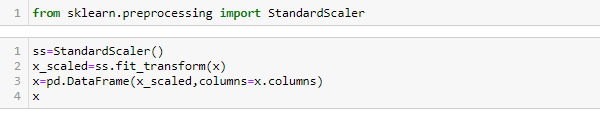 1 from sklearn.preprocessing import StandardScaler
1 ss=StandardScaler()
2 x_scaled=ss.fit_transform(x)
3 x=pd.DataFrame(x_scaled,columns=x.columns)
4 x